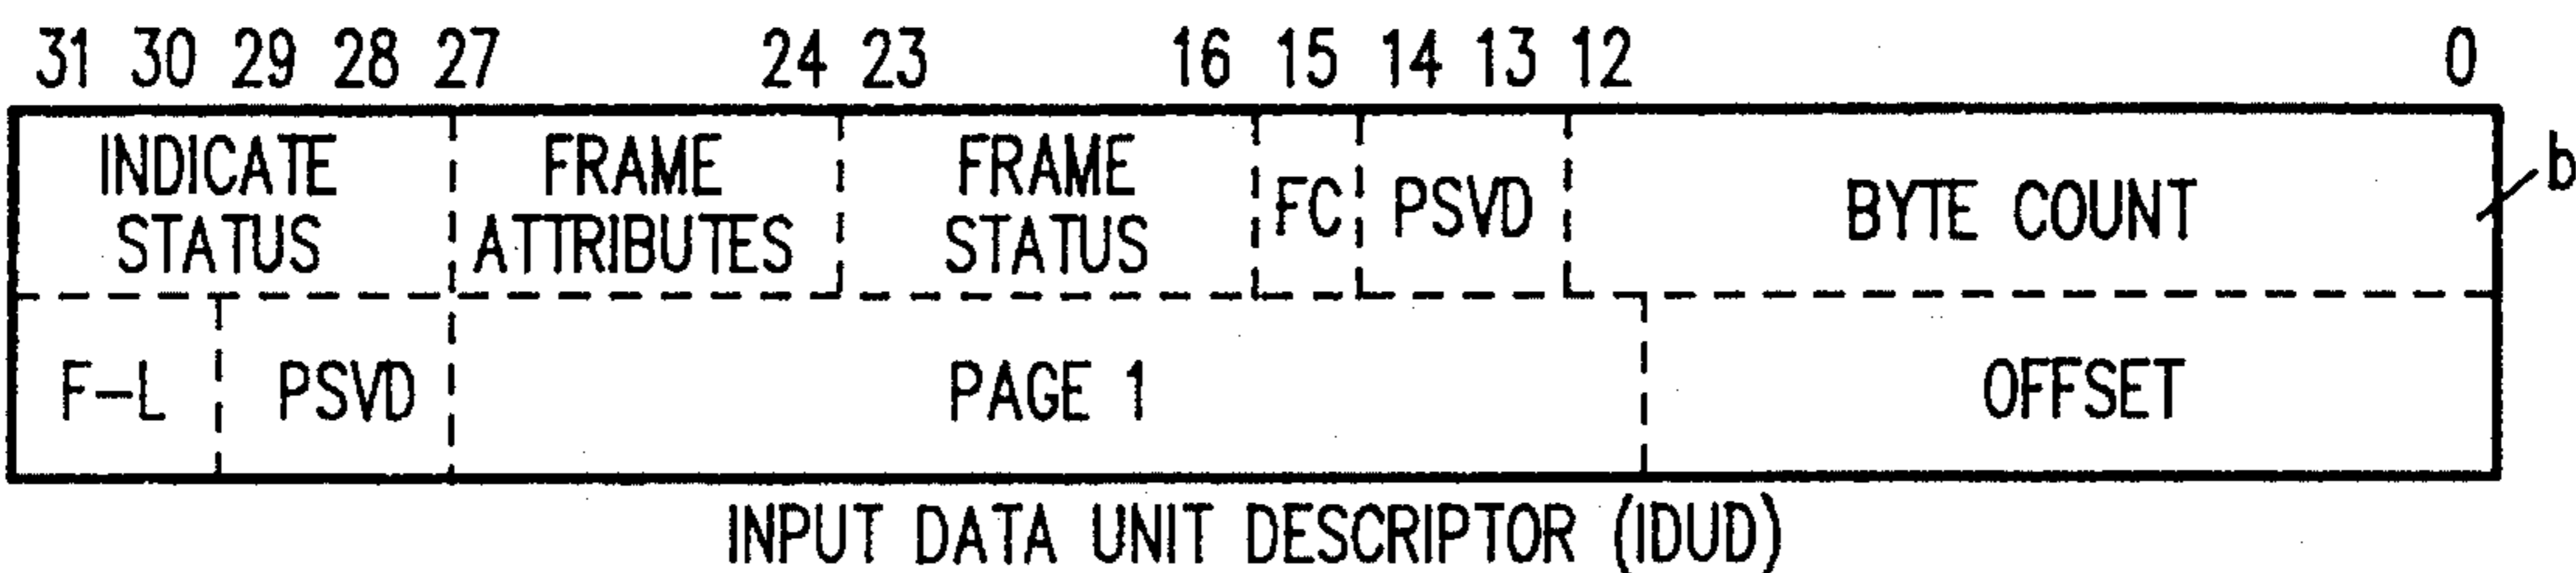 31 30 29 28 27 24 23 16 15 14 13 12 0
INDICATE STATUS FRAME ATTRIBUTES FRAME STATUS FC PSVD BYTE COUNT b
F-L PSVD PAGE 1 OFFSET
INPUT DATA UNIT DESCRIPTOR (IDUD)